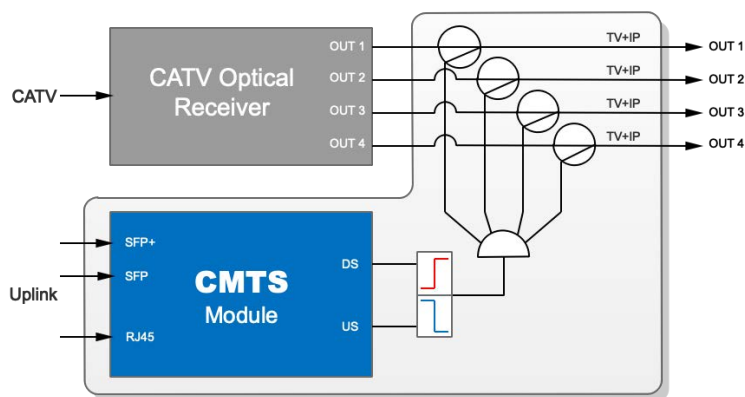 OUT 1
TV+IP
OUT 1
CATV Optical
Receiver
OUT 2
TV+IP
OUT 2
CATV
OUT 3
TV+IP
OUT 3
OUT 4
TV+IP
OUT 4
SFP+
DS
SFP
CMTS
Uplink
Module
US
RJ45